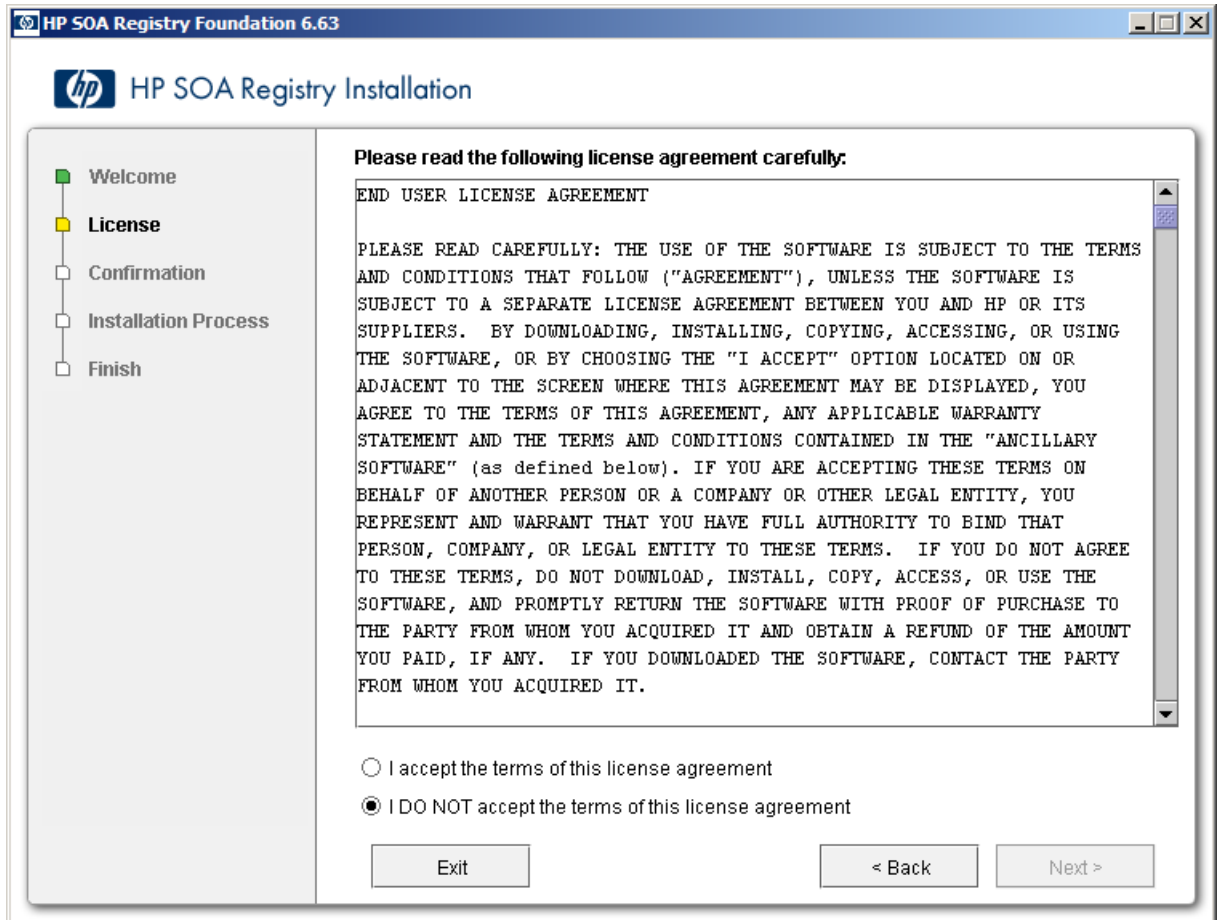 HP SOA Registry Foundation 6.63
hp HP SOA Registry Installation
Welcome
License
Confirmation
Installation Process
Finish
Please read the following license agreement carefully:
END USER LICENSE AGREEMENT
PLEASE READ CAREFULLY: THE USE OF THE SOFTWARE IS SUBJECT TO THE TERMS
AND CONDITIONS THAT FOLLOW ("AGREEMENT"), UNLESS THE SOFTWARE IS
SUBJECT TO A SEPARATE LICENSE AGREEMENT BETWEEN YOU AND HP OR ITS
SUPPLIERS.  BY DOWNLOADING, INSTALLING, COPYING, ACCESSING, OR USING
THE SOFTWARE, OR BY CHOOSING THE "I ACCEPT" OPTION LOCATED ON OR
ADJACENT TO THE SCREEN WHERE THIS AGREEMENT MAY BE DISPLAYED, YOU
AGREE TO THE TERMS OF THIS AGREEMENT, ANY APPLICABLE WARRANTY
STATEMENT AND THE TERMS AND CONDITIONS CONTAINED IN THE "ANCILLARY
SOFTWARE" (as defined below). IF YOU ARE ACCEPTING THESE TERMS ON
BEHALF OF ANOTHER PERSON OR A COMPANY OR OTHER LEGAL ENTITY, YOU
REPRESENT AND WARRANT THAT YOU HAVE FULL AUTHORITY TO BIND THAT
PERSON, COMPANY, OR LEGAL ENTITY TO THESE TERMS.  IF YOU DO NOT AGREE
TO THESE TERMS, DO NOT DOWNLOAD, INSTALL, COPY, ACCESS, OR USE THE
SOFTWARE, AND PROMPTLY RETURN THE SOFTWARE WITH PROOF OF PURCHASE TO
THE PARTY FROM WHOM YOU ACQUIRED IT AND OBTAIN A REFUND OF THE AMOUNT
YOU PAID, IF ANY.  IF YOU DOWNLOADED THE SOFTWARE, CONTACT THE PARTY
FROM WHOM YOU ACQUIRED IT.
I accept the terms of this license agreement
I DO NOT accept the terms of this license agreement
Exit
< Back
Next >